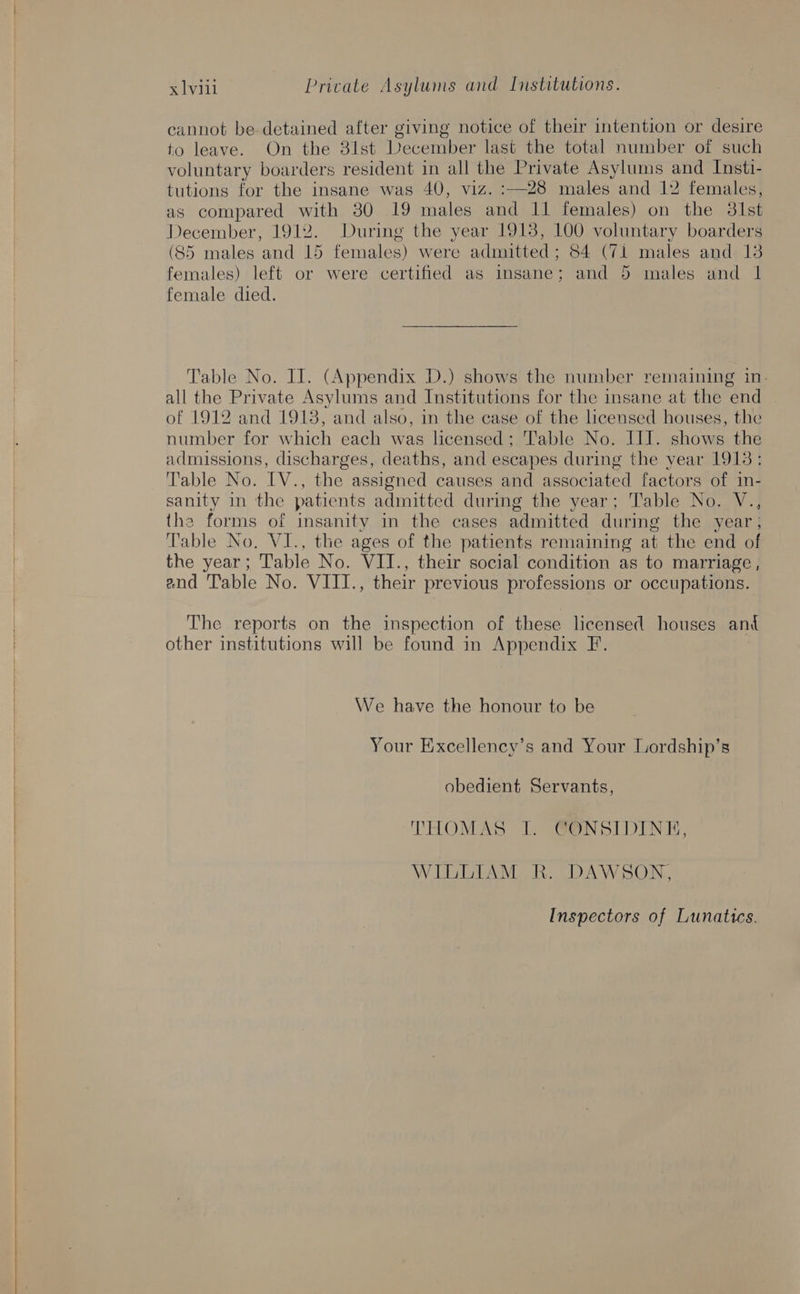 xlviii Private Asylums and Institutions.
cannot be detained after giving notice of their intention or desire
to leave. On the 31st December last the total number of such
voluntary boarders resident in all the Private Asylums and Insti-
tutions for the insane was 40, viz. :—28 males and 12 females,
as compared with 30 19 males and 11 females) on the 31st
December, 1912. During the year 1913, 100 voluntary boarders
(85 males and 15 females) were admitted; 84 (71 males and 13
females) left or were certified as insane; and 5 males and 1
female died.
Table No. II. (Appendix D.) shows the number remaining in
all the Private Asylums and Institutions for the insane at the end
of 1912 and 1913, and also, in the case of the licensed houses, the
number for which each was licensed; Table No. III. shows the
admissions, discharges, deaths, and escapes during the year 1913:
Table No. IV., the assigned causes and associated factors of in-
sanity in the patients admitted during the year; Table No. V.,
the forms of insanity in the cases admitted during the year;
Table No. VI., the ages of the patients remaining at the end of
the year; Table No. VII., their social condition as to marriage,
and Table No. VIII., their previous professions or occupations.
The reports on the inspection of these licensed houses and
other institutions will be found in Appendix F.
We have the honour to be
Your Excellency's and Your Lordship's
obedient Servants,
THOMAS I. CONSIDINE,
WILLIAM R. DAWSON,
Inspectors of Lunatics.